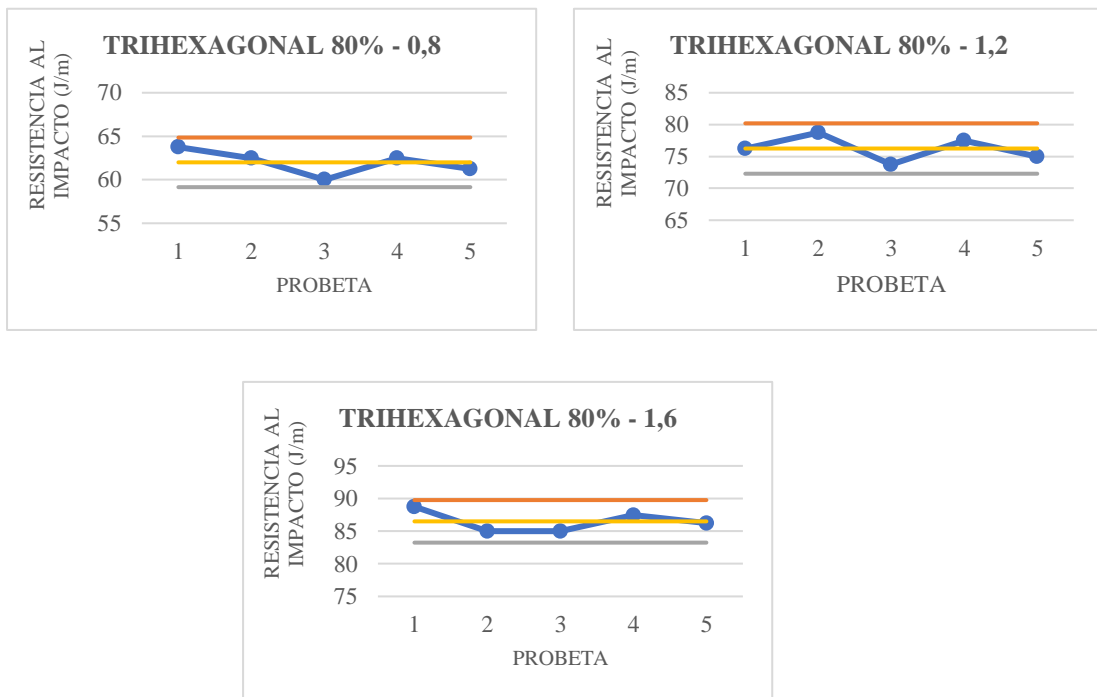 TRIHEXAGONAL 80% - 0,8
RESISTENCIA AL
IMPACTO (J/m)
70
65
60
55
1 2 3 4 5
PROBETA
TRIHEXAGONAL 80% - 1,2
RESISTENCIA AL
IMPACTO (J/m)
85
80
75
70
65
1 2 3 4 5
PROBETA
TRIHEXAGONAL 80% - 1,6
RESISTENCIA AL
IMPACTO (J/m)
95
90
85
80
75
1 2 3 4 5
PROBETA